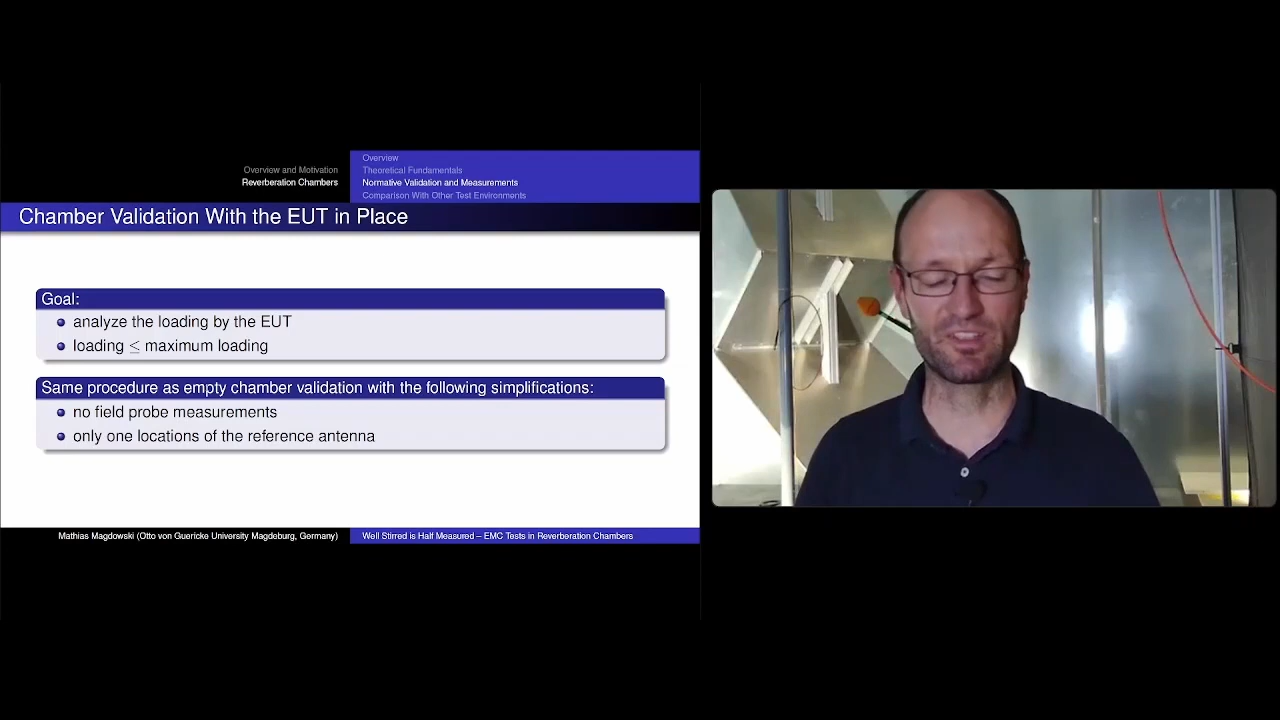 Overview and Motivation
Reverberation Chambers
Overview
Theoretical Fundamentals
Normative Validation and Measurements
Comparison With Other Test Environments
Chamber Validation With the EUT in Place
Goal:
analyze the loading by the EUT
loading ≤ maximum loading
Same procedure as empty chamber validation with the following simplifications:
no field probe measurements
only one locations of the reference antenna
Mathias Magdowski (Otto von Guericke University Magdeburg, Germany)
Well Stirred is Half Measured – EMC Tests in Reverberation Chambers